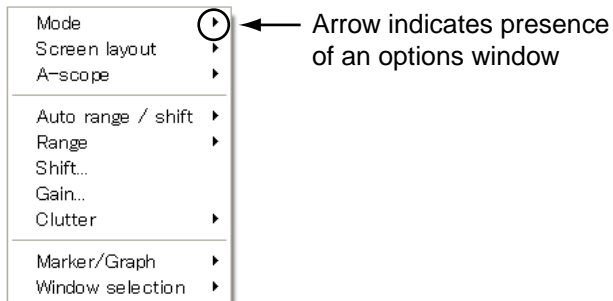 Mode
Screen layout
A-scope
Auto range / shift
Range
Shift...
Gain...
Clutter
Marker/Graph
Window selection
Arrow indicates presence
of an options window